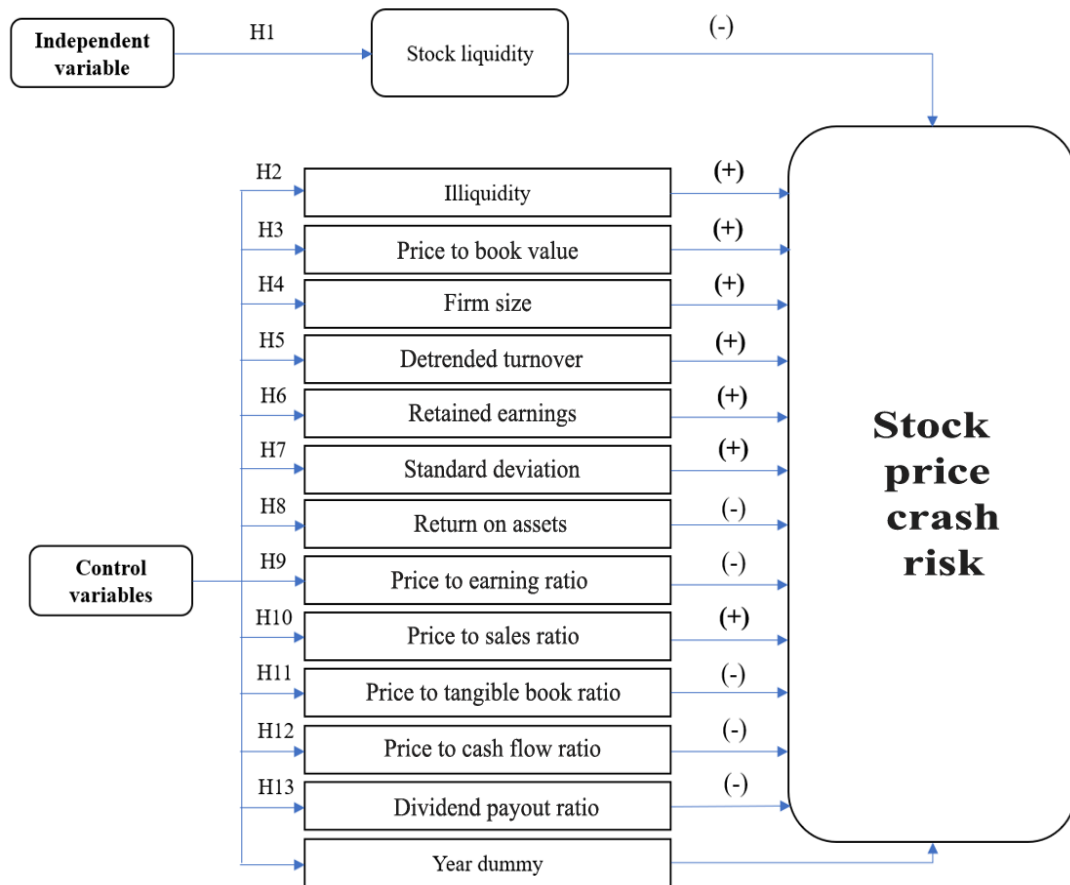 Independent
variable
H1
Stock liquidity
(-)
H2
Illiquidity
(+)
H3
Price to book value
(+)
H4
Firm size
(+)
H5
Detrended turnover
(+)
H6
Retained earnings
(+)
H7
Standard deviation
(+)
H8
Return on assets
(-)
Control
variables
H9
Price to earning ratio
(-)
H10
Price to sales ratio
(+)
H11
Price to tangible book ratio
(-)
H12
Price to cash flow ratio
(-)
H13
Dividend payout ratio
(-)
Year dummy
Stock
price
crash
risk